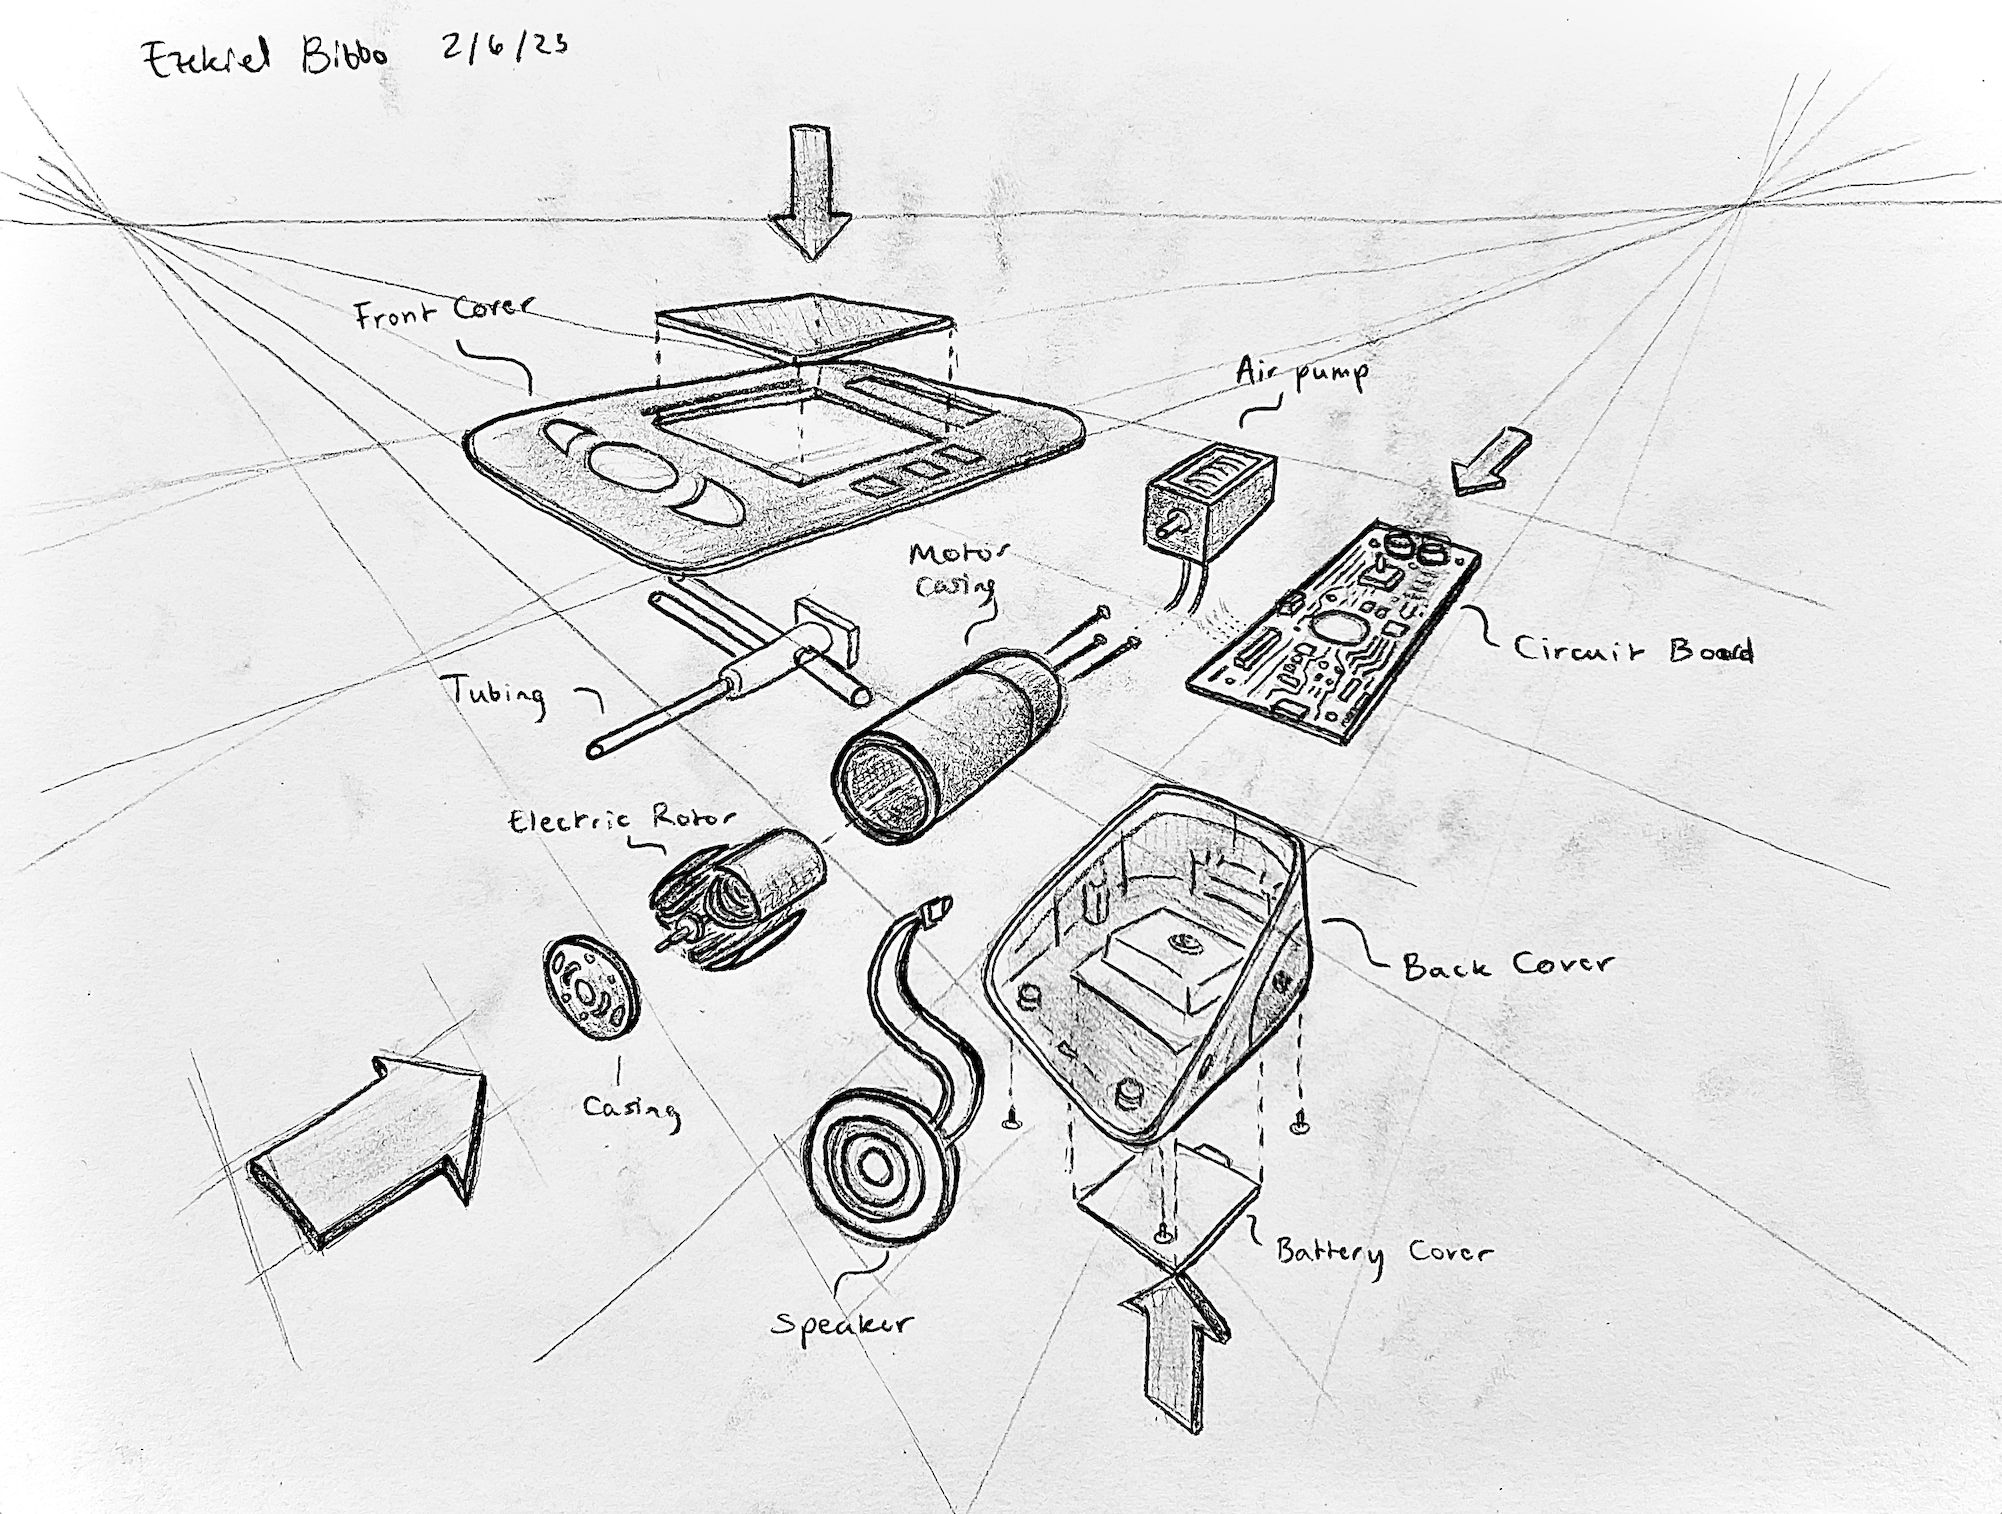 Ezekiel Bibbo 2/6/23
Front Cover
Air pump
Motor
casing
Circuit Board
Tubing
Electric Rotor
Back Cover
Casing
Battery Cover
Speaker